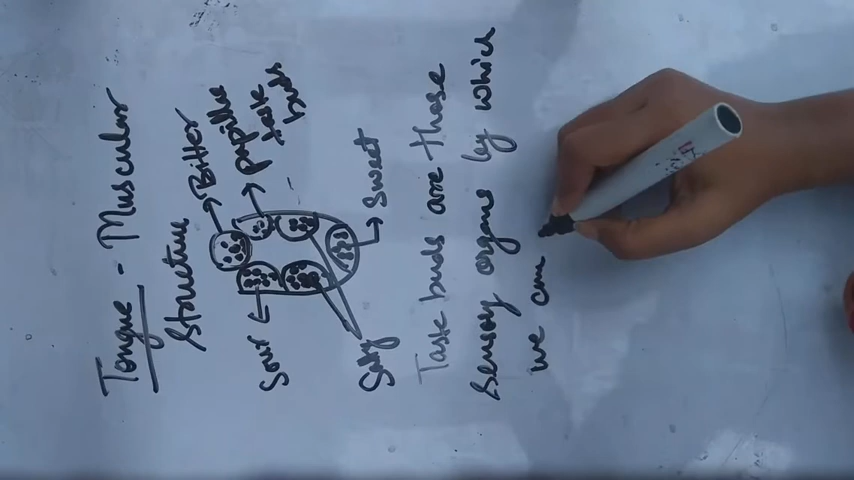 Tongue - Muscular
Structure
Bitter
papillae
taste
buds
Sour
Sweet
Salty
Taste buds are those
sensory organs by which
we can